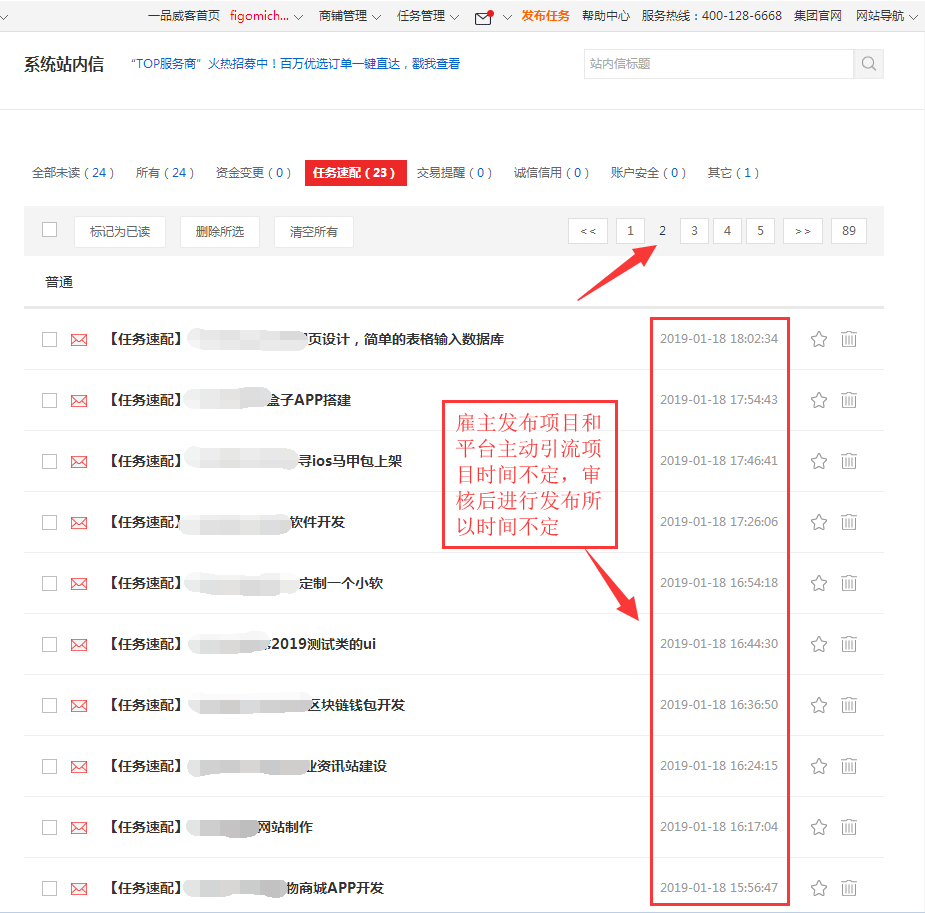 一品威客首页 figomich... 商铺管理 任务管理 发布任务 帮助中心 服务热线：400-128-6668 集团官网 网站导航
系统站内信 “TOP服务商”火热招募中！百万优选订单一键直达，戳我查看 站内信标题
全部未读（24） 所有（24） 资金变更（0） 任务速配（23） 交易提醒（0） 诚信信用（0） 账户安全（0） 其它（1）
标记为已读 删除所选 清空所有 << 1 2 3 4 5 >> 89
普通
【任务速配】 页设计，简单的表格输入数据库 2019-01-18 18:02:34
【任务速配】 盒子APP搭建 2019-01-18 17:54:43
雇主发布项目和
平台主动引流项
目时间不定，审
核后进行发布所
以时间不定
【任务速配】 寻ios马甲包上架 2019-01-18 17:46:41
【任务速配】 软件开发 2019-01-18 17:26:06
【任务速配】 定制一个小软 2019-01-18 16:54:18
【任务速配】 2019测试类的ui 2019-01-18 16:44:30
【任务速配】 区块链钱包开发 2019-01-18 16:36:50
【任务速配】 业资讯站建设 2019-01-18 16:24:15
【任务速配】 网站制作 2019-01-18 16:17:04
【任务速配】 物商城APP开发 2019-01-18 15:56:47